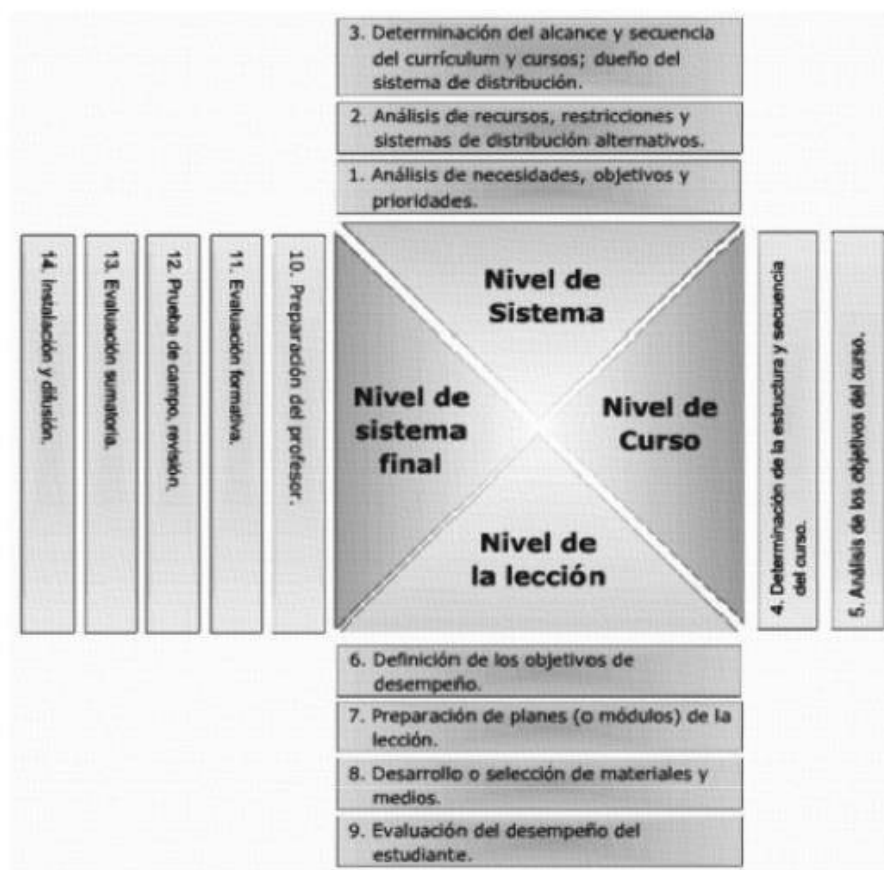 3. Determinación del alcance y secuencia
del currículum y cursos; dueño del
sistema de distribución.
2. Análisis de recursos, restricciones y
sistemas de distribución alternativos.
1. Análisis de necesidades, objetivos y
prioridades.
14. Instalación y difusión.
13. Evaluación sumatoria.
12. Prueba de campo, revisión.
11. Evaluación formativa.
10. Preparación del profesor.
Nivel de
Sistema
Nivel de
sistema
final
Nivel de
Curso
Nivel de
la lección
4. Determinación de la estructura y secuencia
del curso.
5. Análisis de los objetivos del curso.
6. Definición de los objetivos de
desempeño.
7. Preparación de planes (o módulos) de la
lección.
8. Desarrollo o selección de materiales y
medios.
9. Evaluación del desempeño del
estudiante.